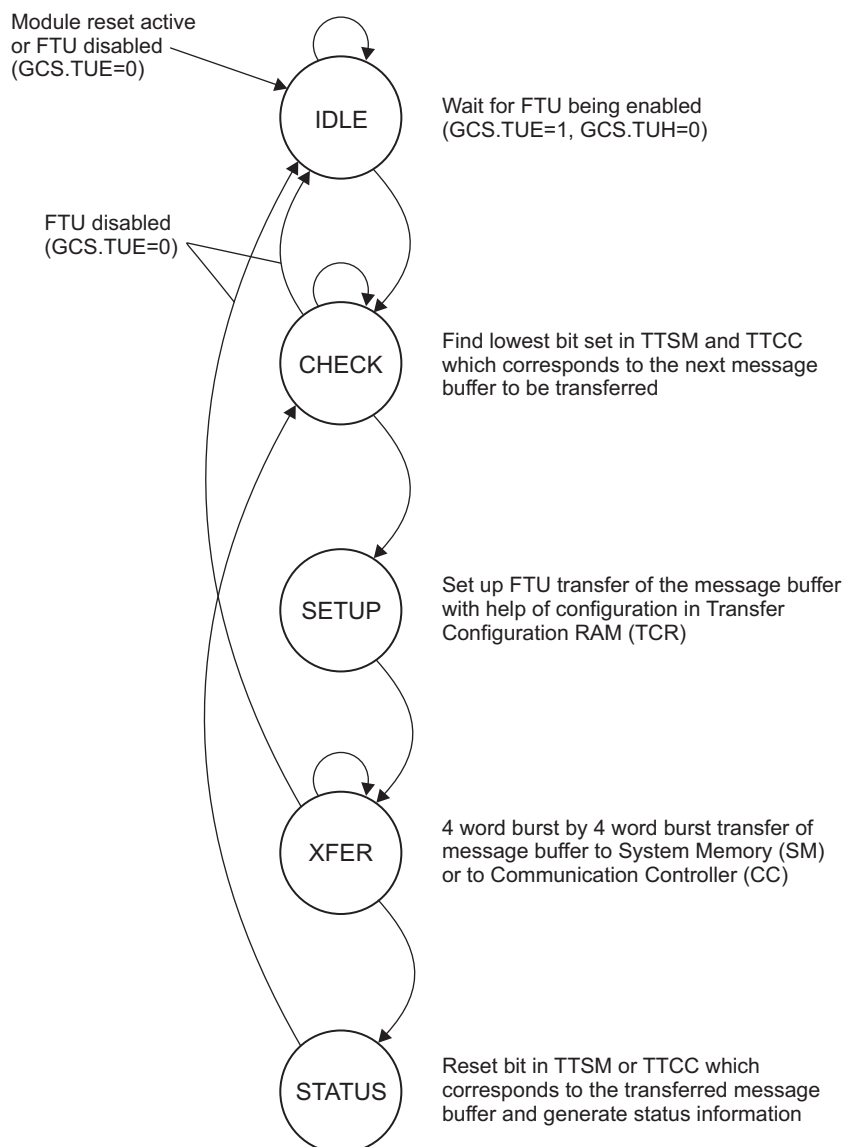 Module reset active
or FTU disabled
(GCS.TUE=0)
IDLE
Wait for FTU being enabled
(GCS.TUE=1, GCS.TUH=0)
FTU disabled
(GCS.TUE=0)
CHECK
Find lowest bit set in TTSM and TTCC
which corresponds to the next message
buffer to be transferred
SETUP
Set up FTU transfer of the message buffer
with help of configuration in Transfer
Configuration RAM (TCR)
XFER
4 word burst by 4 word burst transfer of
message buffer to System Memory (SM)
or to Communication Controller (CC)
STATUS
Reset bit in TTSM or TTCC which
corresponds to the transferred message
buffer and generate status information